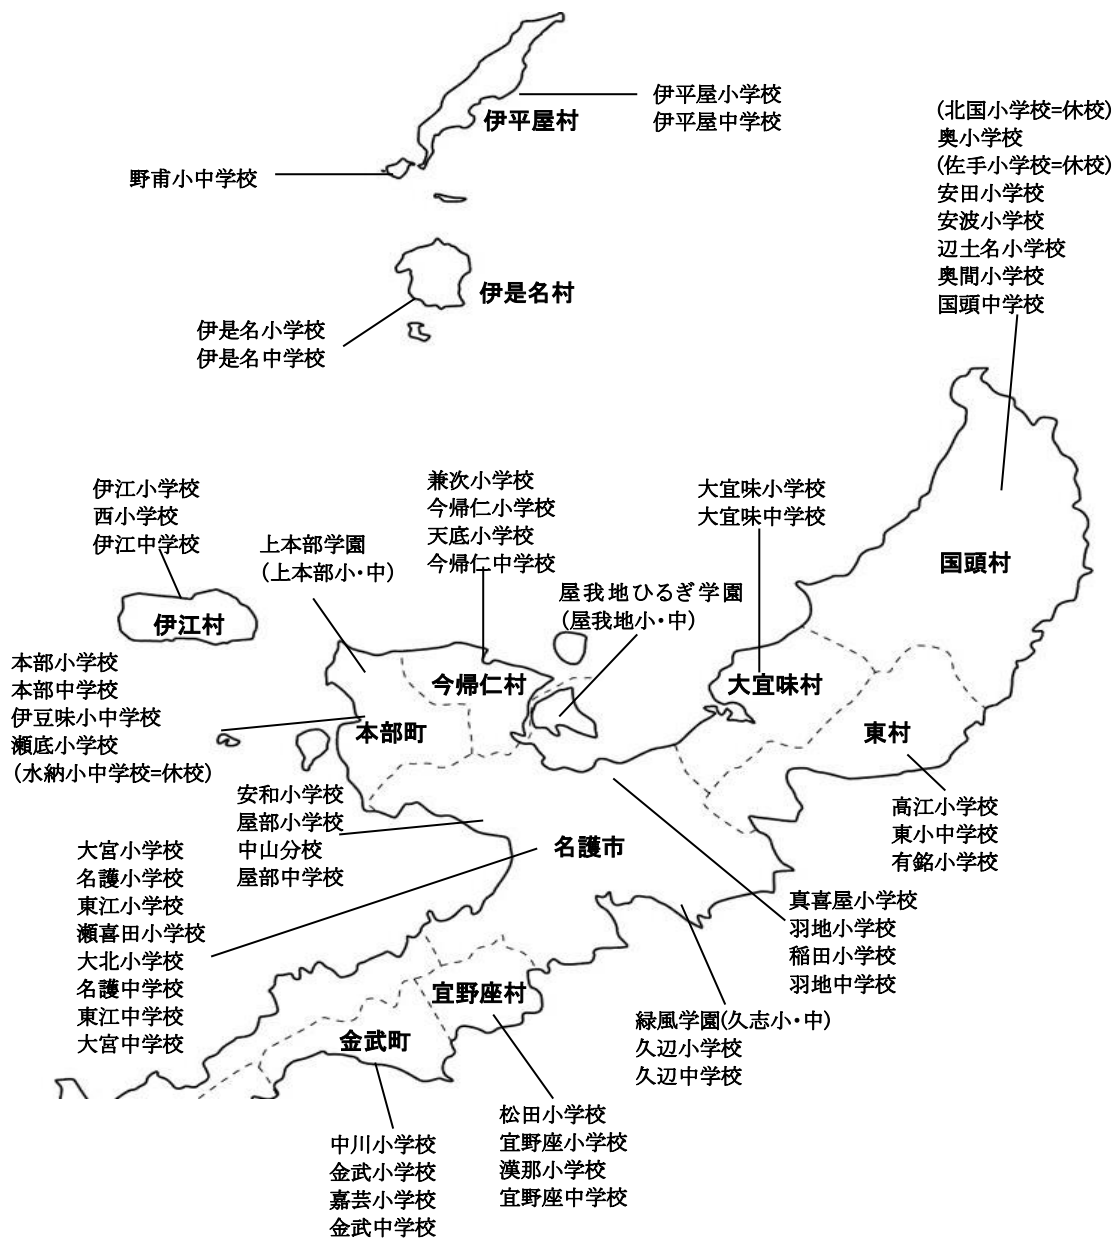 伊平屋小学校
伊平屋中学校
伊平屋村
野甫小中学校
(北国小学校=休校)
奥小学校
(佐手小学校=休校)
安田小学校
安波小学校
辺土名小学校
奥間小学校
国頭中学校
伊是名村
伊是名小学校
伊是名中学校
伊江小学校
西小学校
伊江中学校
伊江村
上本部学園
(上本部小・中)
兼次小学校
今帰仁小学校
天底小学校
今帰仁中学校
今帰仁村
屋我地ひるぎ学園
(屋我地小・中)
大宜味小学校
大宜味中学校
大宜味村
国頭村
本部小学校
本部中学校
伊豆味小中学校
瀬底小学校
(水納小中学校=休校)
本部町
東村
高江小学校
東小中学校
有銘小学校
安和小学校
屋部小学校
中山分校
屋部中学校
名護市
大宮小学校
名護小学校
東江小学校
瀬喜田小学校
大北小学校
名護中学校
東江中学校
大宮中学校
真喜屋小学校
羽地小学校
稲田小学校
羽地中学校
緑風学園(久志小・中)
久辺小学校
久辺中学校
宜野座村
金武町
松田小学校
宜野座小学校
漢那小学校
宜野座中学校
中川小学校
金武小学校
嘉芸小学校
金武中学校